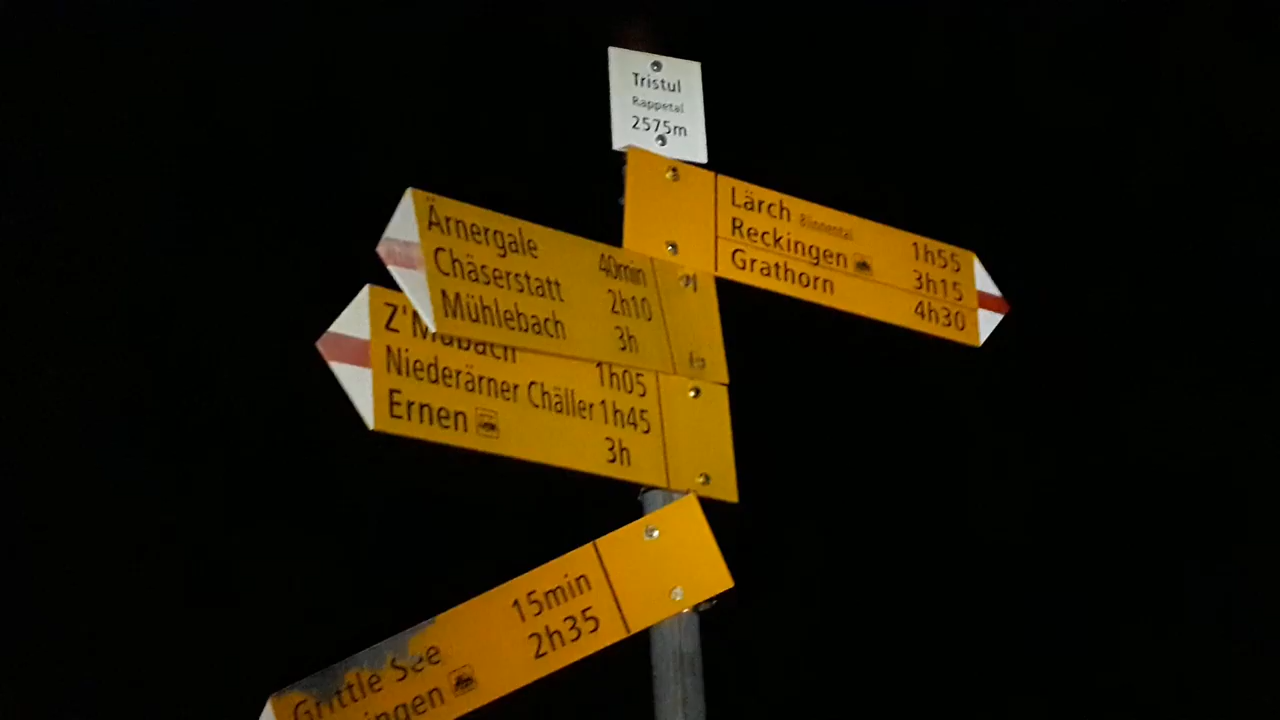 Tristul
Rappetal
2575m
Lärch Binnental 1h55
Reckingen 3h15
Grathorn 4h30
Ärnergale 40min
Chäserstatt 2h10
Mühlebach 3h
1h05
Niederärner Chäller 1h45
Ernen 3h
Grittle See 15min
2h35